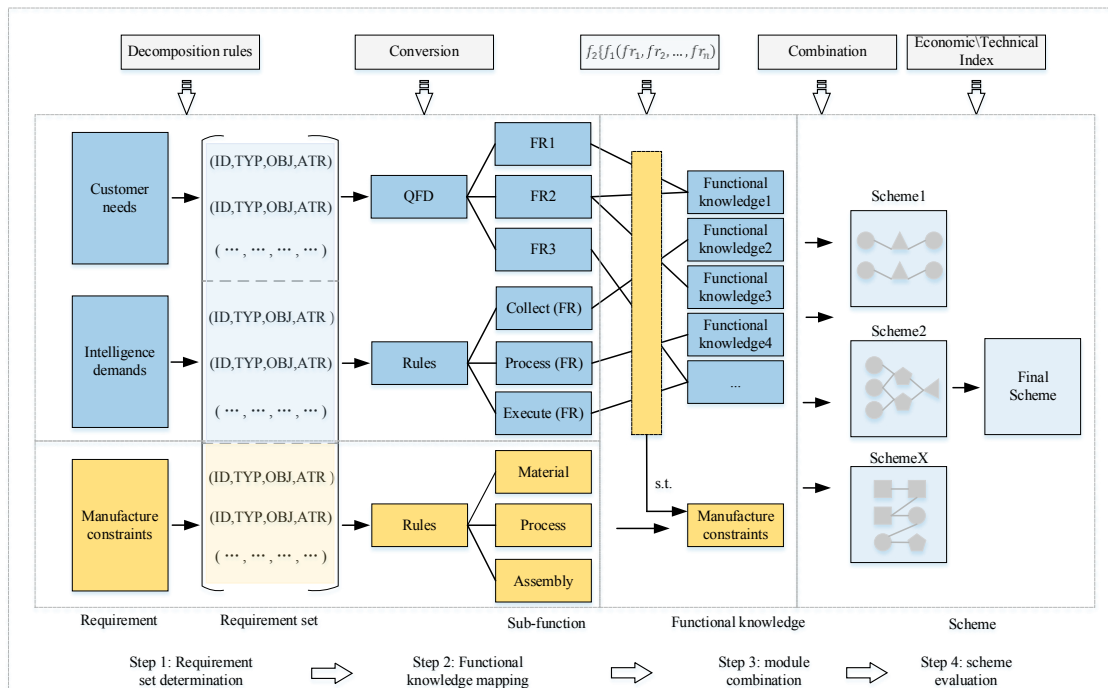 Decomposition rules
Conversion
f₂{f₁(fr₁, fr₂, ..., frₙ)
Combination
Economic\Technical
Index
Customer
needs
(ID,TYP,OBJ,ATR)
(ID,TYP,OBJ,ATR)
( ··· , ··· , ··· , ··· )
QFD
FR1
FR2
FR3
Functional
knowledge1
Functional
knowledge2
Functional
knowledge3
Functional
knowledge4
...
Intelligence
demands
(ID,TYP,OBJ,ATR )
(ID,TYP,OBJ,ATR)
( ··· , ··· , ··· , ··· )
Rules
Collect (FR)
Process (FR)
Execute (FR)
Manufacture
constraints
(ID,TYP,OBJ,ATR )
(ID,TYP,OBJ,ATR)
( ··· , ··· , ··· , ··· )
Rules
Material
Process
Assembly
s.t.
Manufacture
constraints
Scheme1
Scheme2
SchemeX
Final
Scheme
Requirement
Requirement set
Sub-function
Functional knowledge
Scheme
Step 1: Requirement
set determination
Step 2: Functional
knowledge mapping
Step 3: module
combination
Step 4: scheme
evaluation